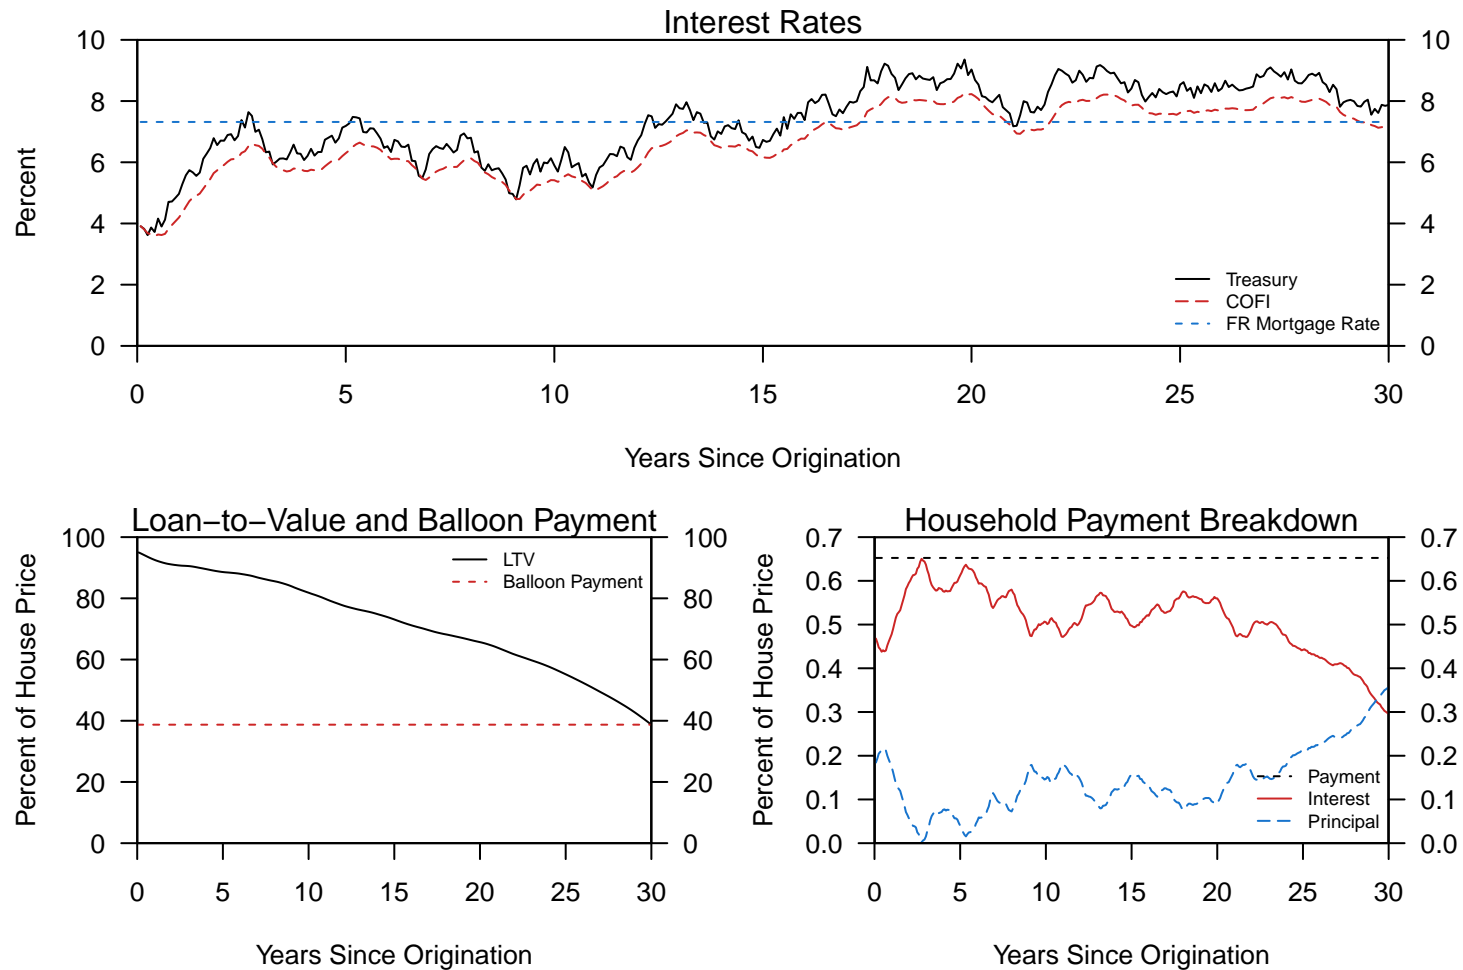 Interest Rates
10 10
8 8
6 6
4 4
2 2
0 0
Percent
Treasury
COFI
FR Mortgage Rate
0 5 10 15 20 25 30
Years Since Origination
Loan−to−Value and Balloon Payment
100 100
80 80
60 60
40 40
20 20
0 0
Percent of House Price
LTV
Balloon Payment
0 5 10 15 20 25 30
Years Since Origination
Household Payment Breakdown
0.7 0.7
0.6 0.6
0.5 0.5
0.4 0.4
0.3 0.3
0.2 0.2
0.1 0.1
0.0 0.0
Percent of House Price
Payment
Interest
Principal
0 5 10 15 20 25 30
Years Since Origination